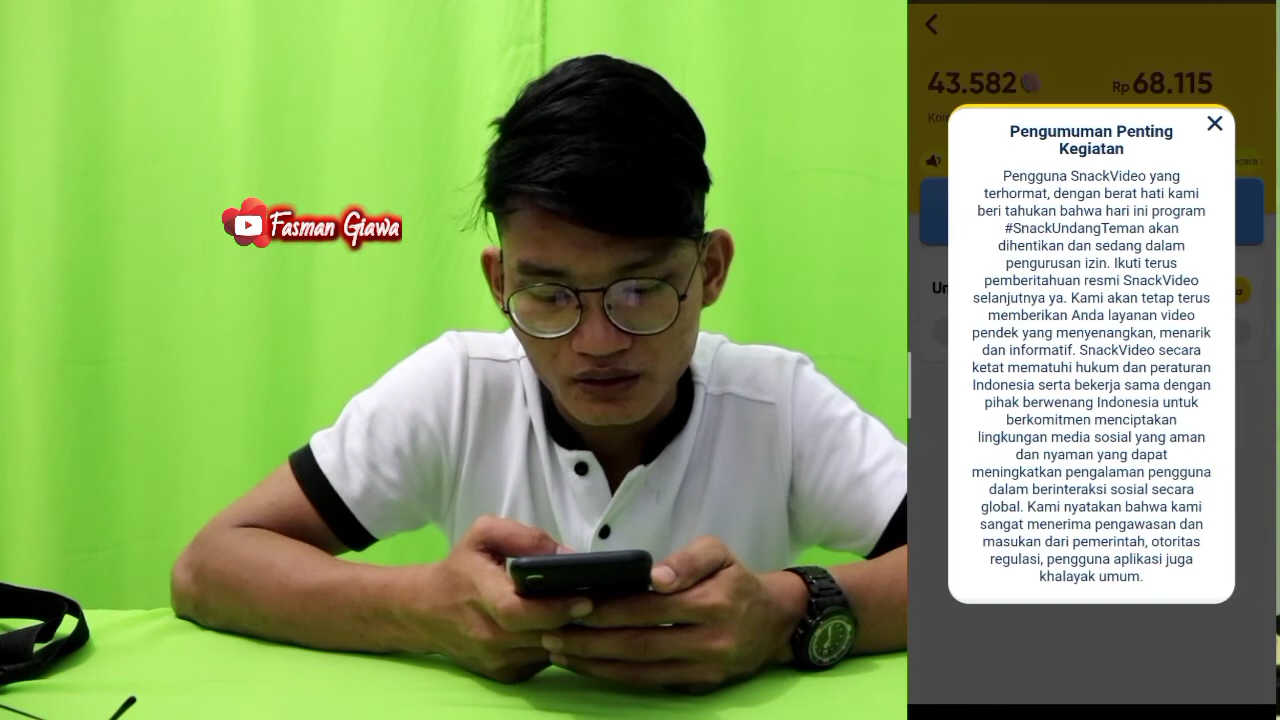 Fasman Giawa
43.582
Rp 68.115
Koin
Pengumuman Penting
Kegiatan
Pengguna SnackVideo yang
terhormat, dengan berat hati kami
beri tahukan bahwa hari ini program
#SnackUndangTeman akan
dihentikan dan sedang dalam
pengurusan izin. Ikuti terus
pemberitahuan resmi SnackVideo
selanjutnya ya. Kami akan tetap terus
memberikan Anda layanan video
pendek yang menyenangkan, menarik
dan informatif. SnackVideo secara
ketat mematuhi hukum dan peraturan
Indonesia serta bekerja sama dengan
pihak berwenang Indonesia untuk
berkomitmen menciptakan
lingkungan media sosial yang aman
dan nyaman yang dapat
meningkatkan pengalaman pengguna
dalam berinteraksi sosial secara
global. Kami nyatakan bahwa kami
sangat menerima pengawasan dan
masukan dari pemerintah, otoritas
regulasi, pengguna aplikasi juga
khalayak umum.